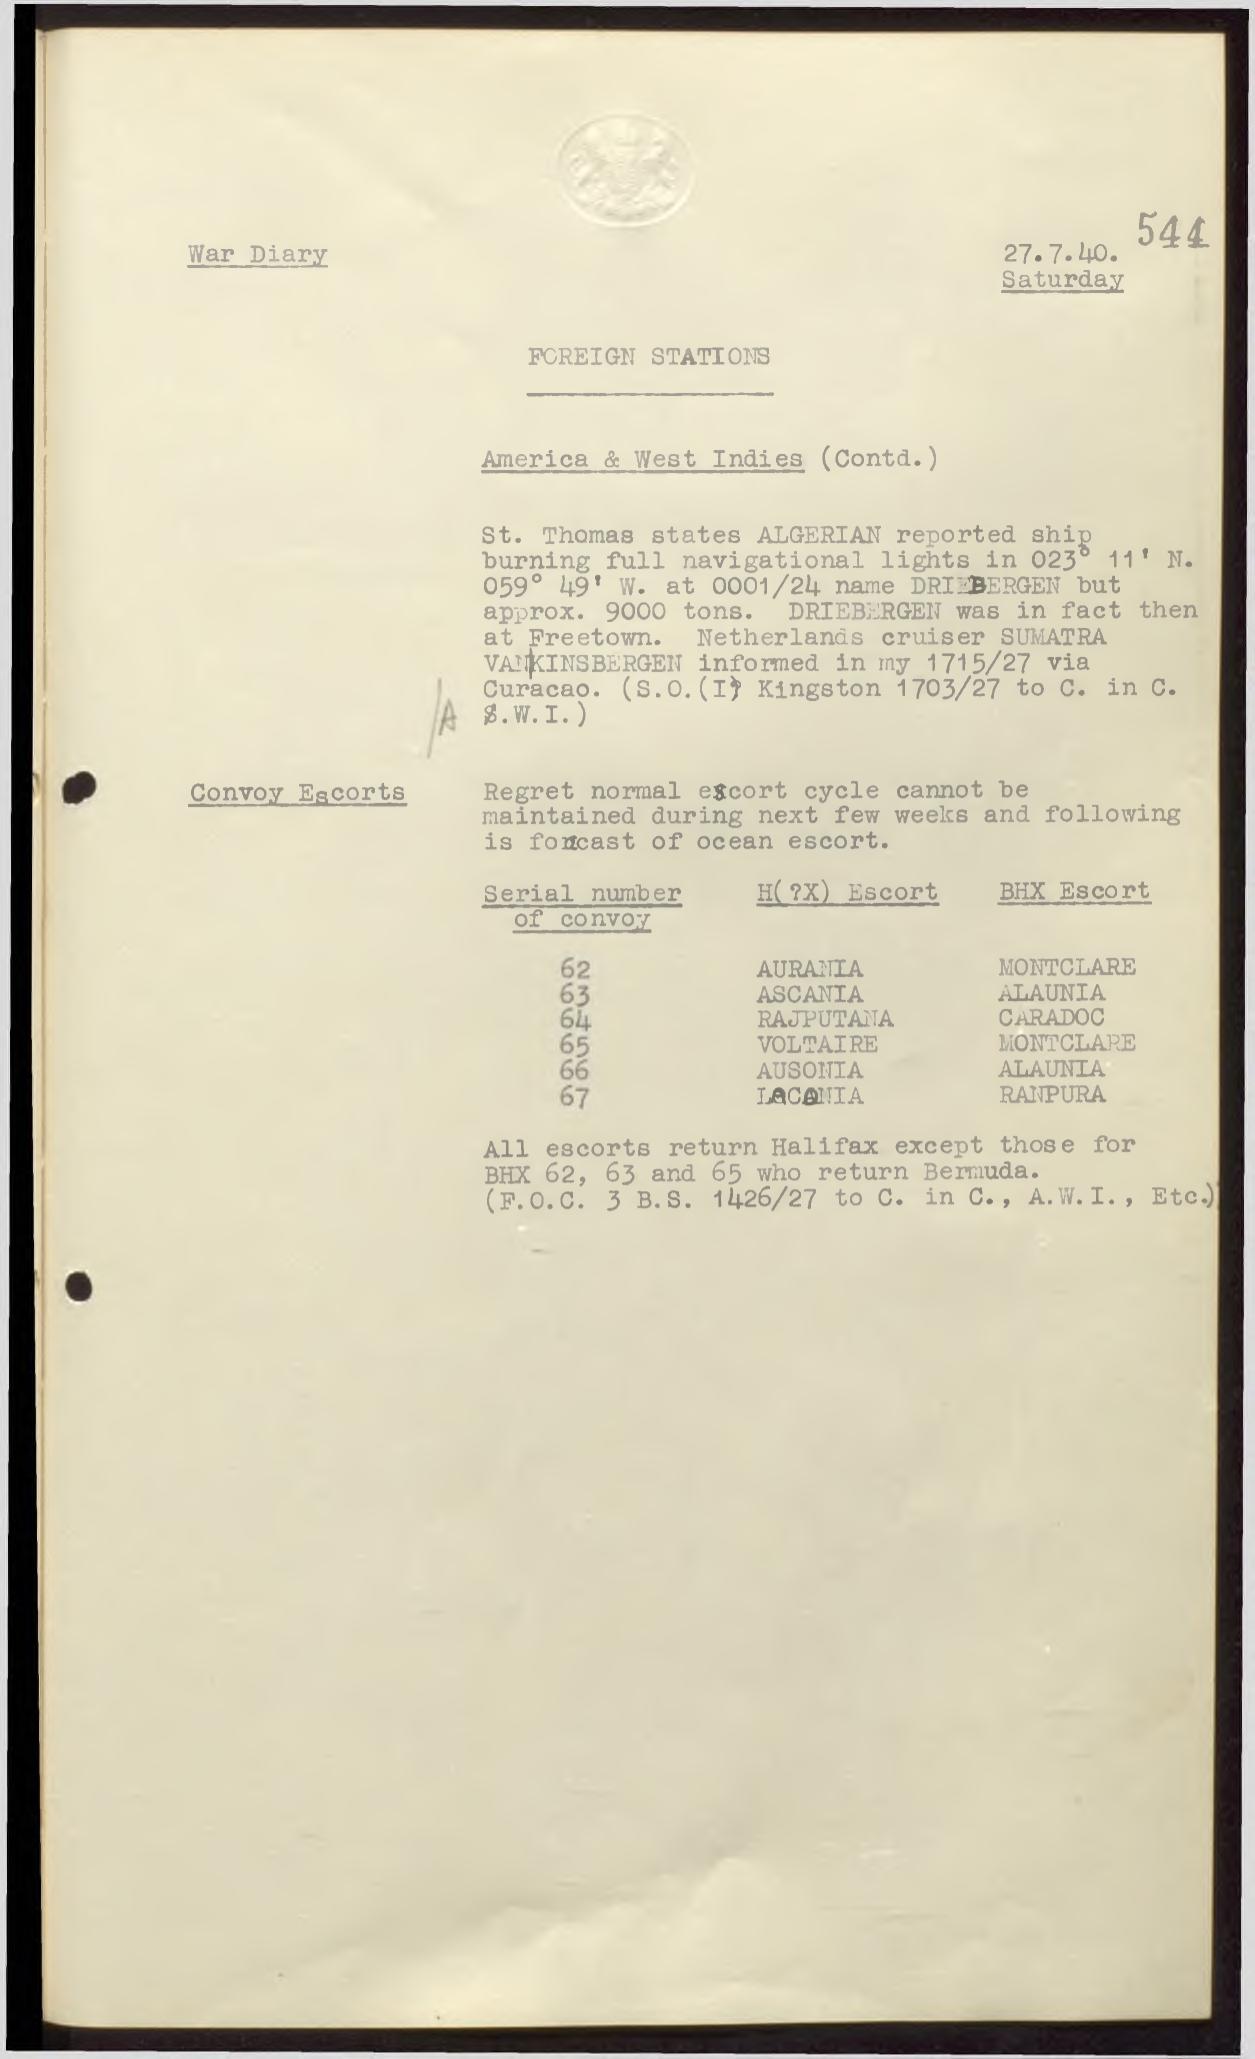 544
War Diary
27.7.40.
Saturday
FOREIGN STATIONS
America & West Indies (Contd.)
St. Thomas states ALGERIAN reported ship
burning full navigational lights in 023° 11' N.
059° 49' W. at 0001/24 name DRIEBERGEN but
approx. 9000 tons. DRIEBERGEN was in fact then
at Freetown. Netherlands cruiser SUMATRA
VAN/KINSBERGEN informed in my 1715/27 via
Curacao. (S.O.(I) Kingston 1703/27 to C. in C.
/A S.W.I.)
Convoy Escorts
Regret normal escort cycle cannot be
maintained during next few weeks and following
is forcast of ocean escort.
Serial number of convoy H(?X) Escort BHX Escort
62 AURANIA MONTCLARE
63 ASCANIA ALAUNIA
64 RAJPUTANA CARADOC
65 VOLTAIRE MONTCLARE
66 AUSONIA ALAUNIA
67 LACONIA RANPURA
All escorts return Halifax except those for
BHX 62, 63 and 65 who return Bermuda.
(F.O.C. 3 B.S. 1426/27 to C. in C., A.W.I., Etc.)